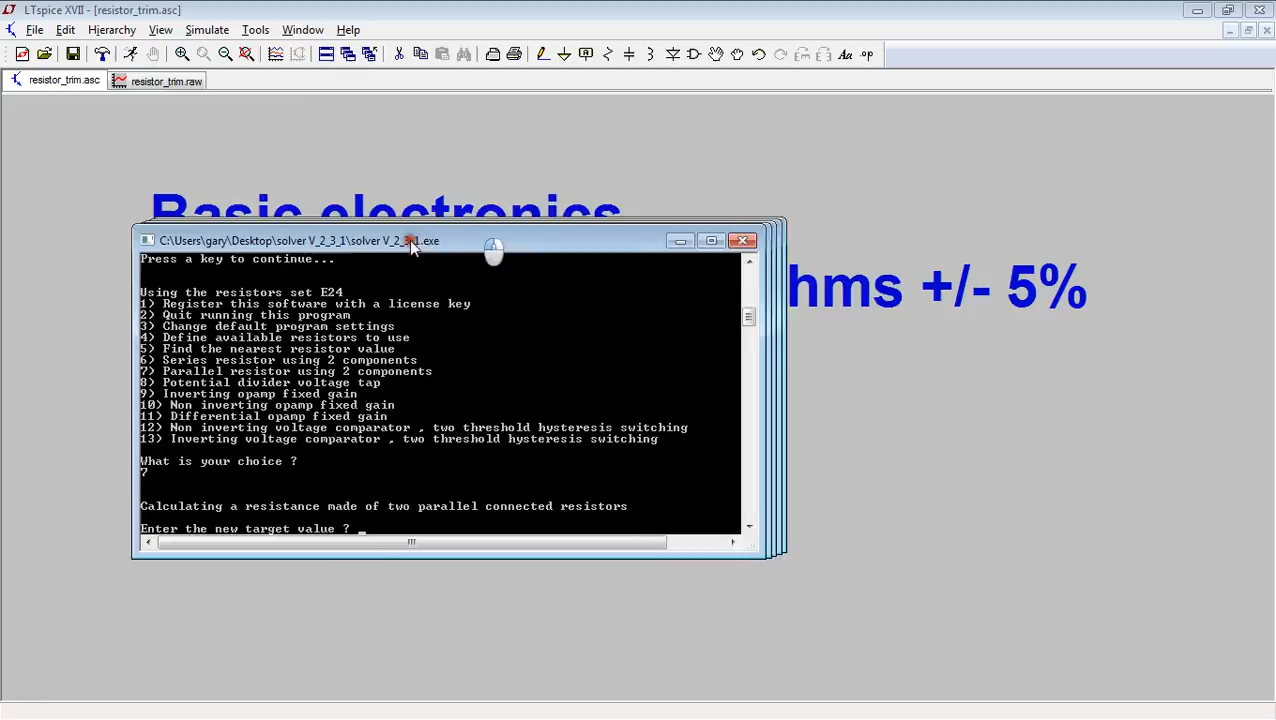 LTspice XVII - [resistor_trim.asc]
File Edit Hierarchy View Simulate Tools Window Help
Aa .op
resistor_trim.asc resistor_trim.raw
Basic electronics
hms +/- 5%
C:\Users\gary\Desktop\solver V_2_3_1\solver V_2_3_1.exe
Press a key to continue...
Using the resistors set E24
1) Register this software with a license key
2) Quit running this program
3) Change default program settings
4) Define available resistors to use
5) Find the nearest resistor value
6) Series resistor using 2 components
7) Parallel resistor using 2 components
8) Potential divider voltage tap
9) Inverting opamp fixed gain
10) Non inverting opamp fixed gain
11) Differential opamp fixed gain
12) Non inverting voltage comparator , two threshold hysteresis switching
13) Inverting voltage comparator , two threshold hysteresis switching
What is your choice ?
7
Calculating a resistance made of two parallel connected resistors
Enter the new target value ? _